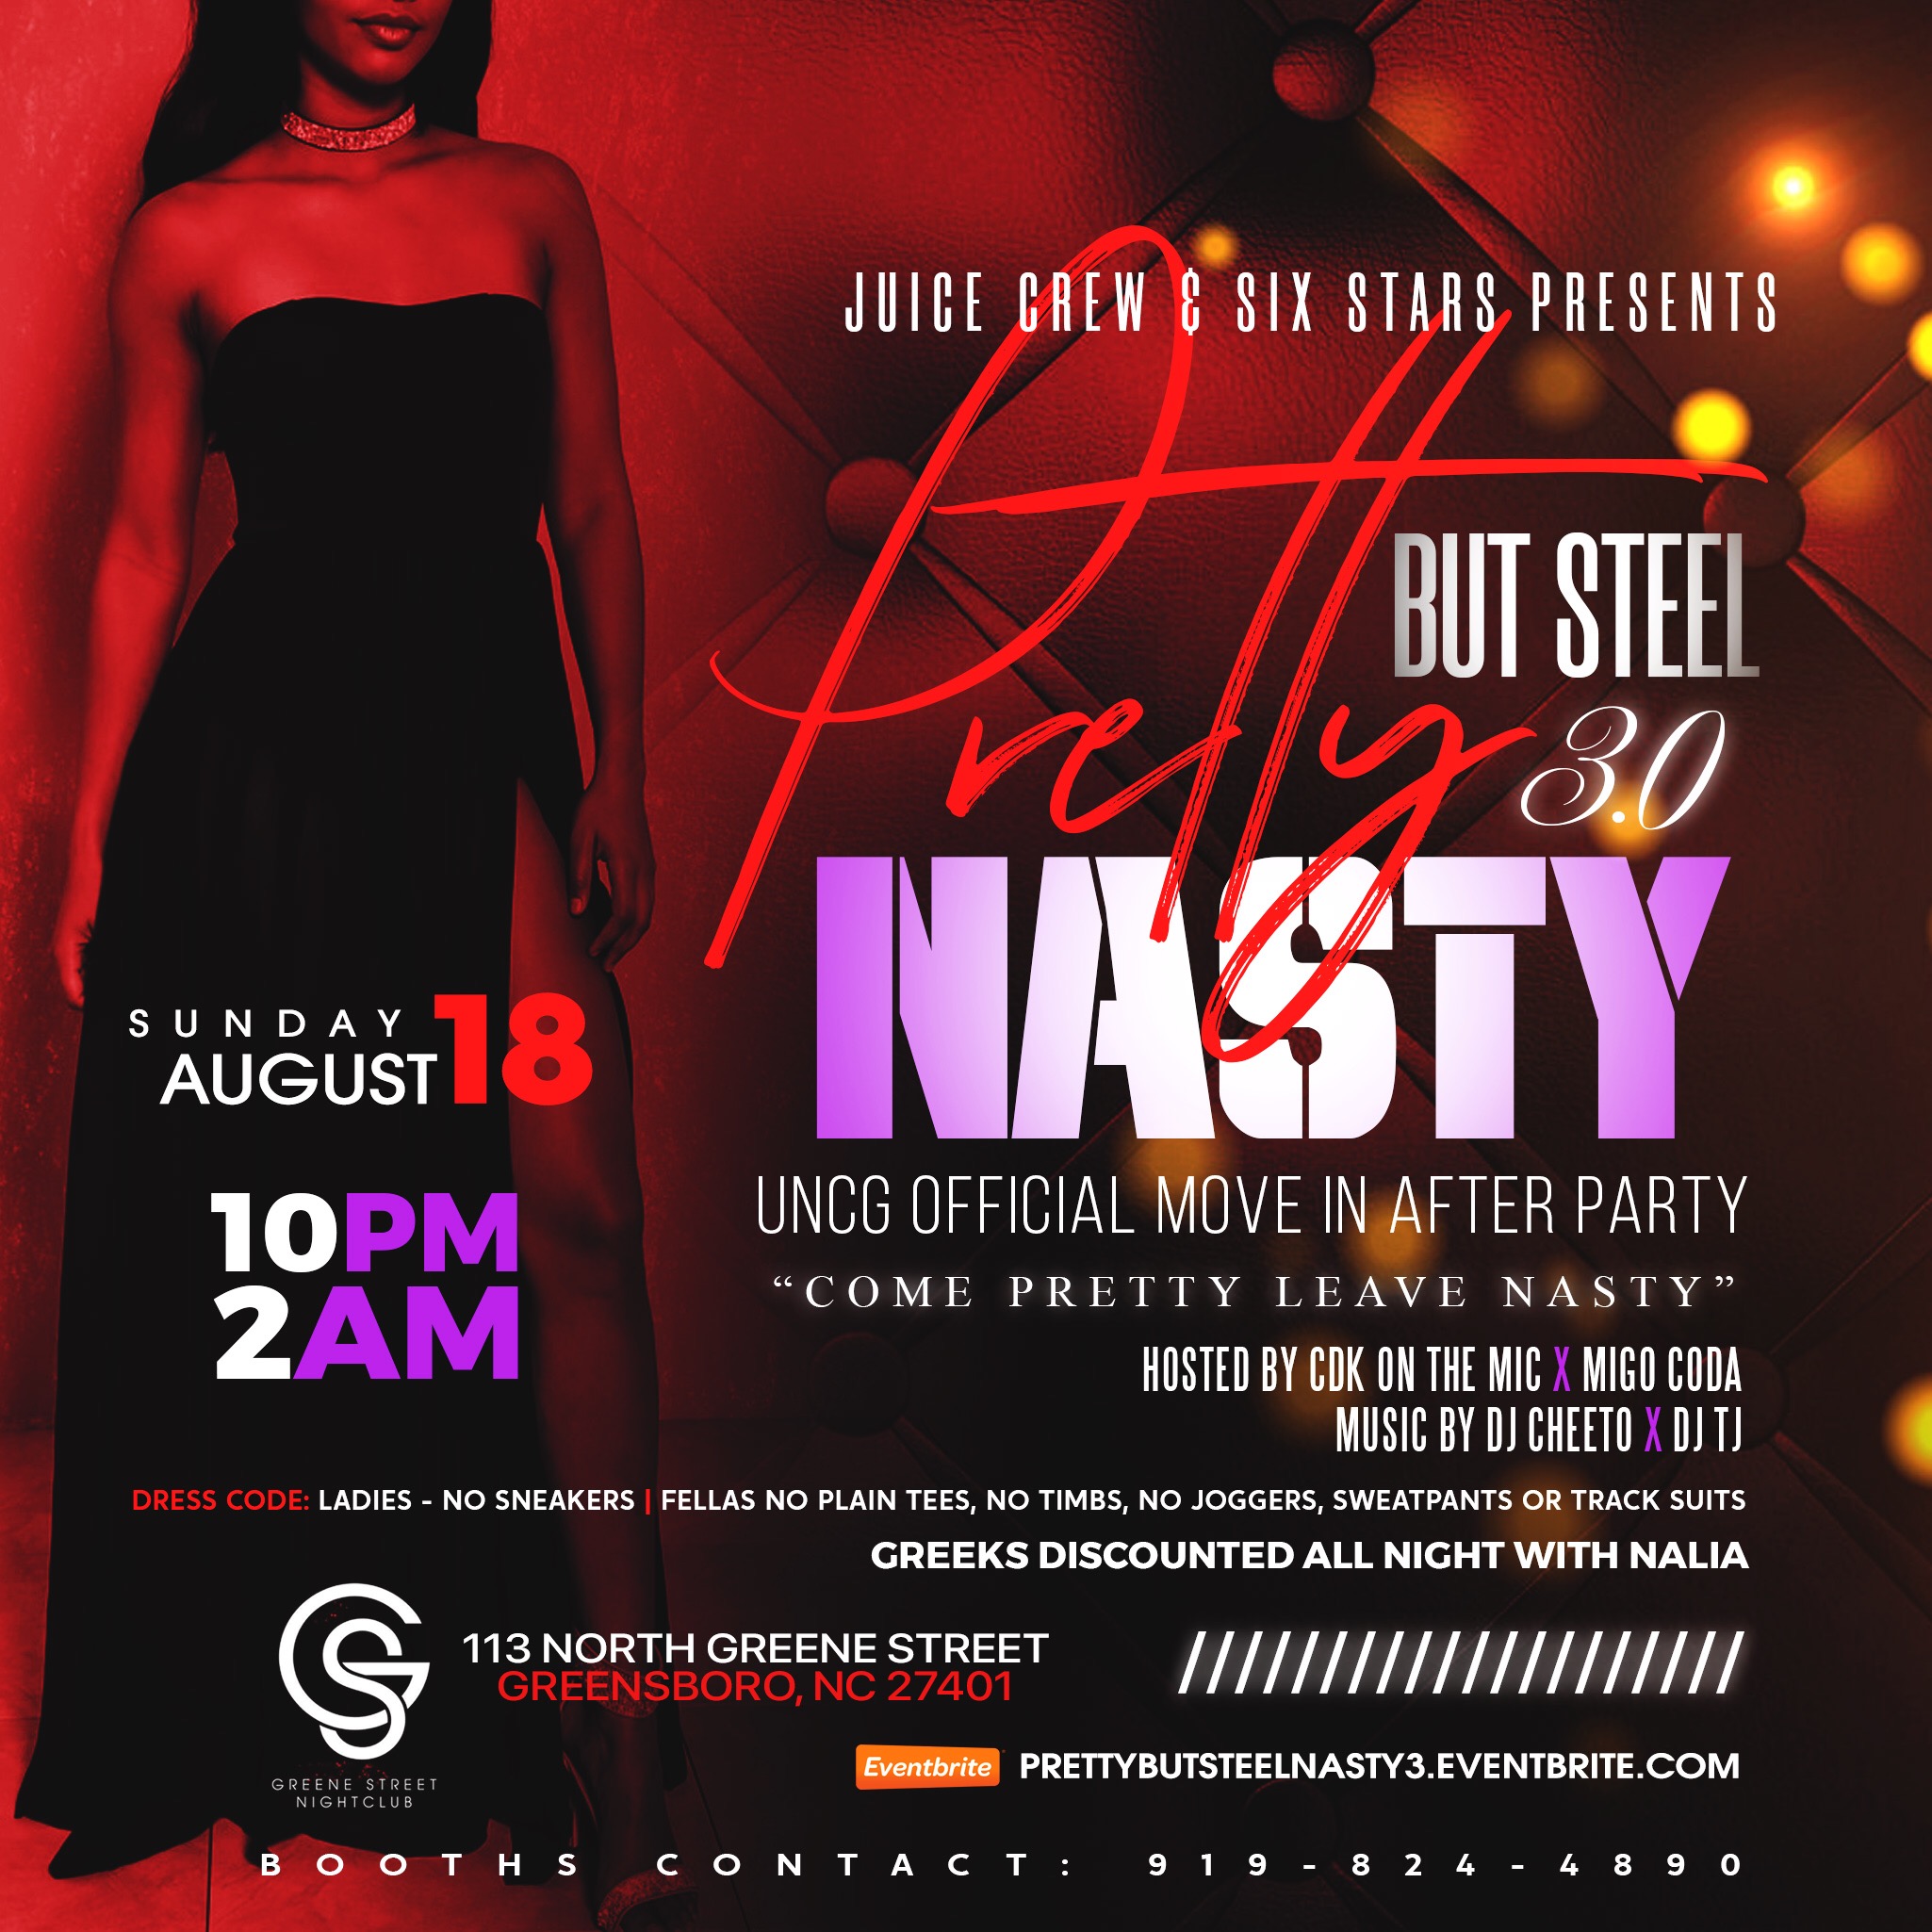 JUICE CREW & SIX STARS PRESENTS
Pretty
BUT STEEL
3.0
NASTY
UNCG OFFICIAL MOVE IN AFTER PARTY
“COME PRETTY LEAVE NASTY”
HOSTED BY CDK ON THE MIC X MIGO CODA
MUSIC BY DJ CHEETO X DJ TJ
SUNDAY
AUGUST 18
10PM
2AM
DRESS CODE: LADIES - NO SNEAKERS | FELLAS NO PLAIN TEES, NO TIMBS, NO JOGGERS, SWEATPANTS OR TRACK SUITS
GREEKS DISCOUNTED ALL NIGHT WITH NALIA
GS
GREENE STREET
NIGHTCLUB
113 NORTH GREENE STREET
GREENSBORO, NC 27401
Eventbrite PRETTYBUTSTEELNASTY3.EVENTBRITE.COM
BOOTHS CONTACT: 919-824-4890